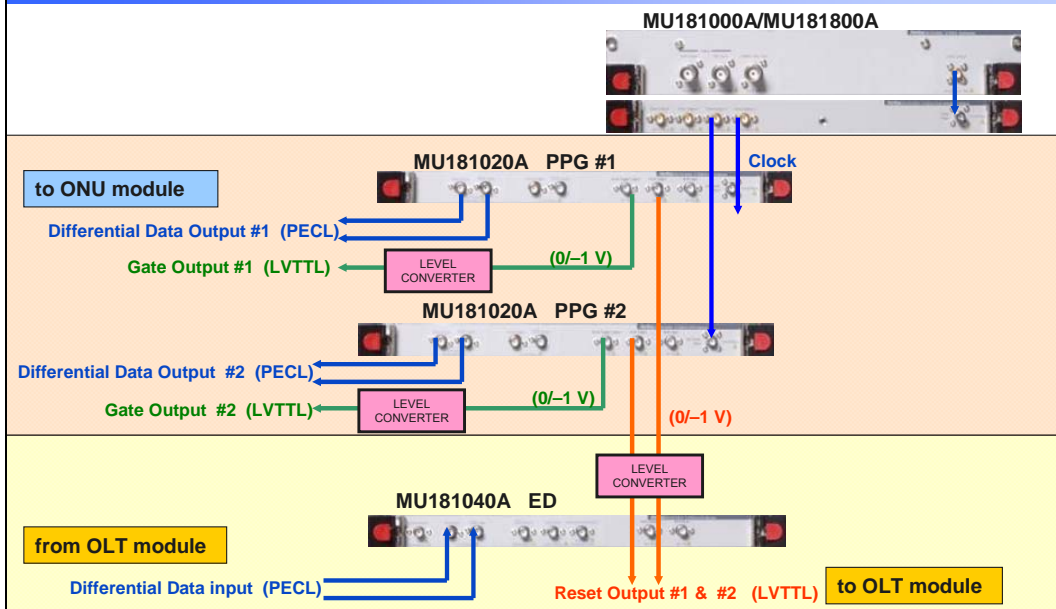 MU181000A/MU181800A
MU181020A PPG #1
Clock
to ONU module
Differential Data Output #1 (PECL)
Gate Output #1 (LVTTL)
LEVEL
CONVERTER
(0/–1 V)
MU181020A PPG #2
Differential Data Output #2 (PECL)
Gate Output #2 (LVTTL)
LEVEL
CONVERTER
(0/–1 V)
(0/–1 V)
LEVEL
CONVERTER
MU181040A ED
from OLT module
Differential Data input (PECL)
Reset Output #1 & #2 (LVTTL)
to OLT module